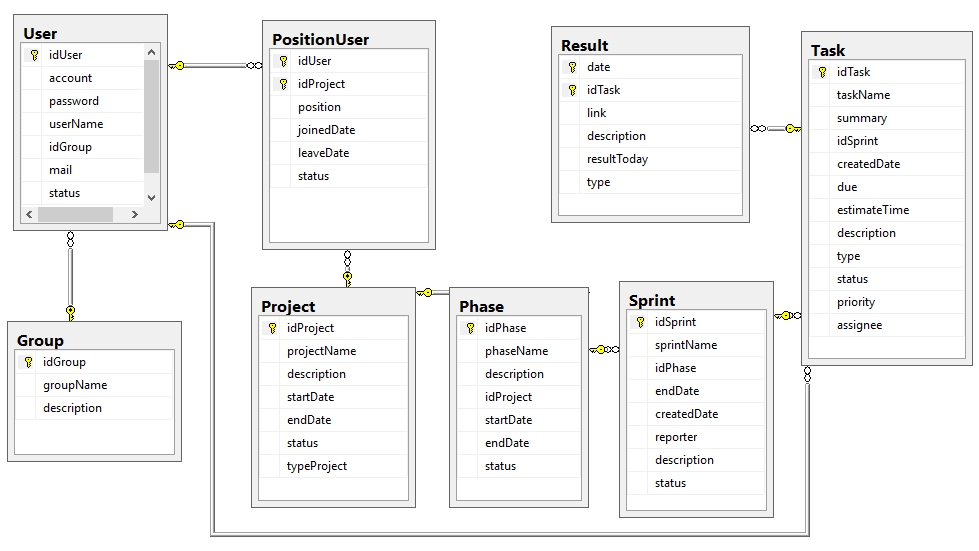 User
idUser
account
password
userName
idGroup
mail
status
PositionUser
idUser
idProject
position
joinedDate
leaveDate
status
Result
date
idTask
link
description
resultToday
type
Task
idTask
taskName
summary
idSprint
createdDate
due
estimateTime
description
type
status
priority
assignee
Group
idGroup
groupName
description
Project
idProject
projectName
description
startDate
endDate
status
typeProject
Phase
idPhase
phaseName
description
idProject
startDate
endDate
status
Sprint
idSprint
sprintName
idPhase
endDate
createdDate
reporter
description
status